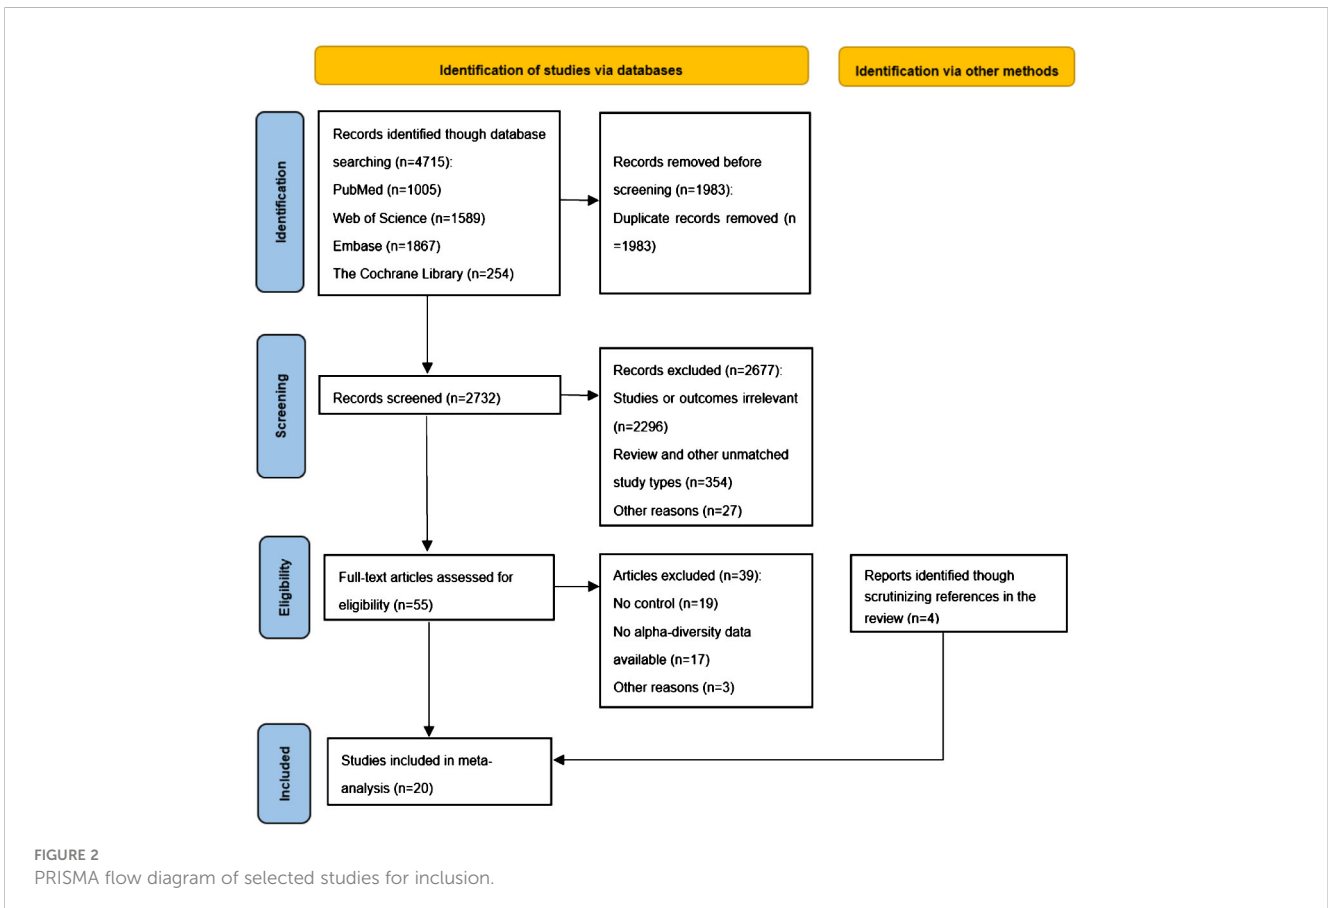 Identification of studies via databases
Identification via other methods
Identification
Records identified though database
searching (n=4715):
PubMed (n=1005)
Web of Science (n=1589)
Embase (n=1867)
The Cochrane Library (n=254)
Records removed before
screening (n=1983):
Duplicate records removed (n
=1983)
Screening
Records screened (n=2732)
Records excluded (n=2677):
Studies or outcomes irrelevant
(n=2296)
Review and other unmatched
study types (n=354)
Other reasons (n=27)
Eligibility
Full-text articles assessed for
eligibility (n=55)
Articles excluded (n=39):
No control (n=19)
No alpha-diversity data
available (n=17)
Other reasons (n=3)
Reports identified though
scrutinizing references in the
review (n=4)
Included
Studies included in meta-
analysis (n=20)
FIGURE 2
PRISMA flow diagram of selected studies for inclusion.